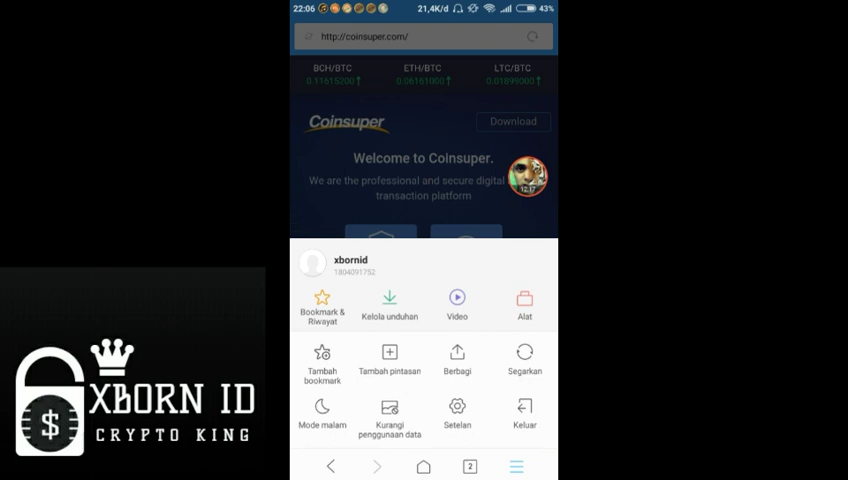 22:06
21,4K/d
43%
http://coinsuper.com/
BCH/BTC ETH/BTC LTC/BTC
0.11615200↑ 0.06151000↑ 0.01899000↑
Coinsuper
Download
Welcome to Coinsuper.
We are the professional and secure digital
transaction platform
12:17
xbornid
1804091752
Bookmark &
Riwayat
Kelola unduhan
Video
Alat
Tambah
bookmark
Tambah pintasan
Berbagi
Segarkan
Mode malam
Kurangi
penggunaan data
Setelan
Keluar
2
XBORN ID
CRYPTO KING
$